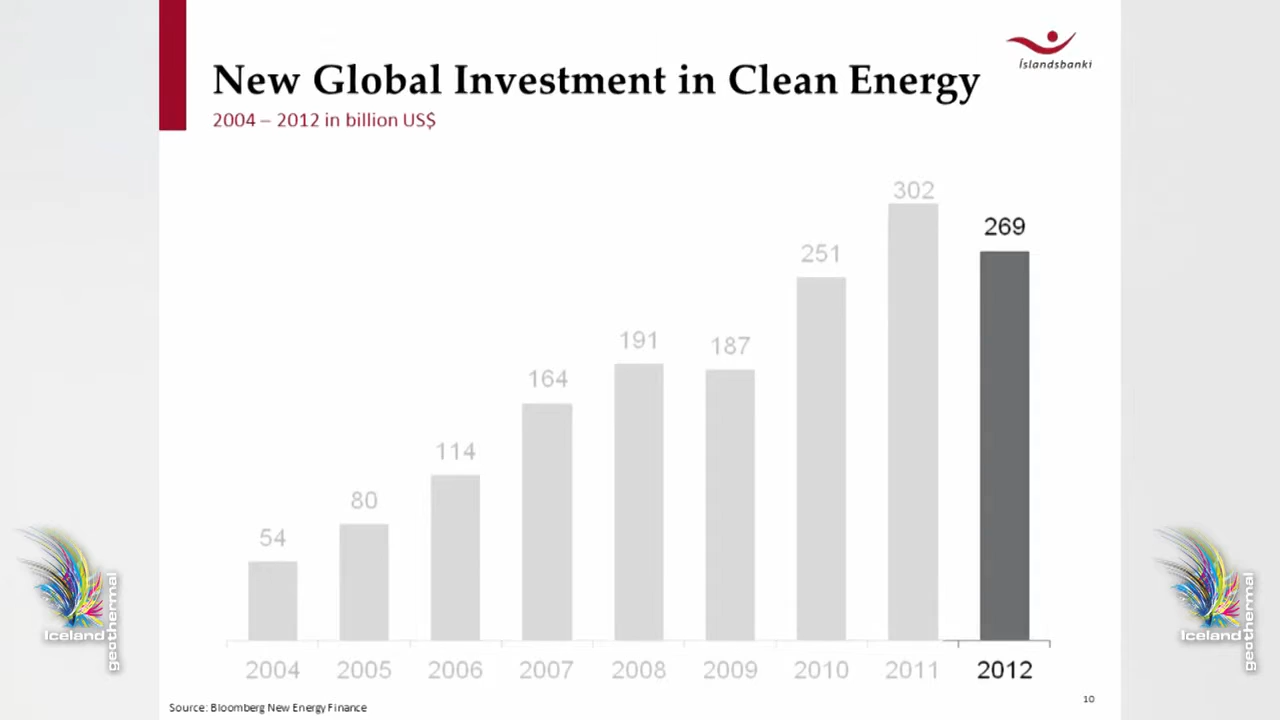 New Global Investment in Clean Energy
2004 – 2012 in billion US$
Íslandsbanki
54
80
114
164
191
187
251
302
269
2004
2005
2006
2007
2008
2009
2010
2011
2012
Source: Bloomberg New Energy Finance
10
Iceland
geothermal
Iceland
geothermal